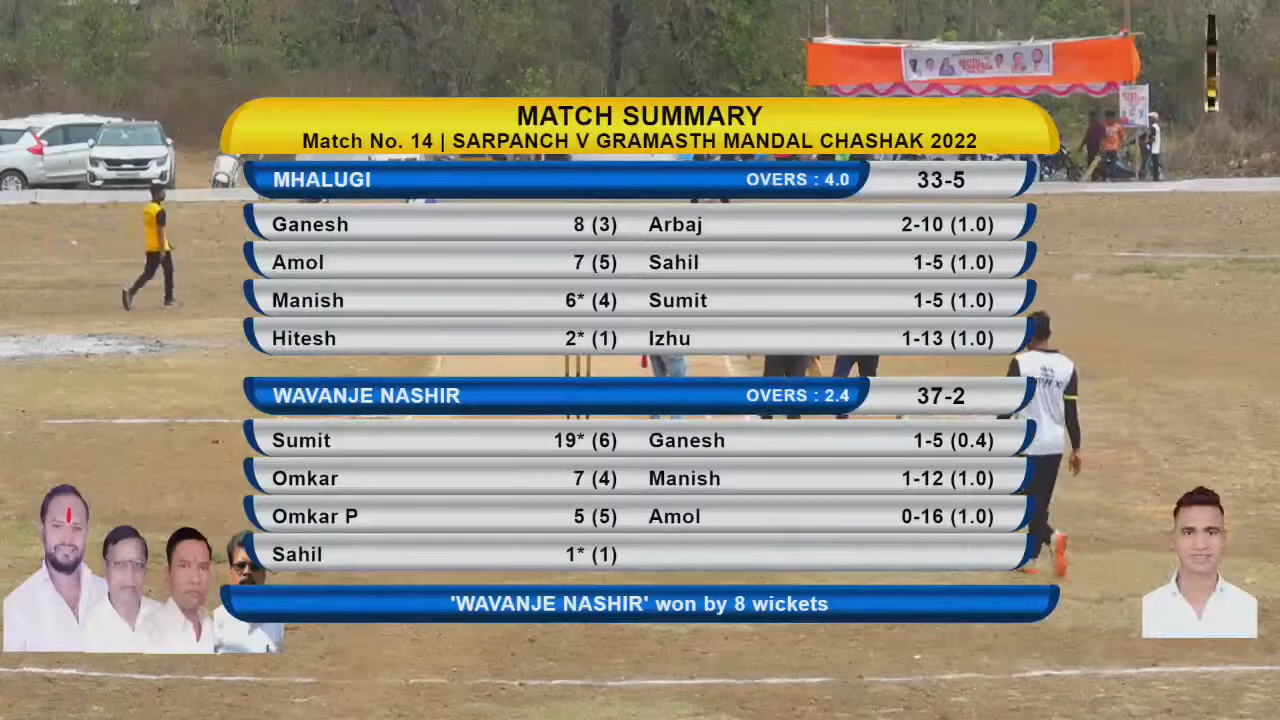 MATCH SUMMARY
Match No. 14 | SARPANCH V GRAMASTH MANDAL CHASHAK 2022
MHALUGI OVERS : 4.0 33-5
Ganesh 8 (3) Arbaj 2-10 (1.0)
Amol 7 (5) Sahil 1-5 (1.0)
Manish 6* (4) Sumit 1-5 (1.0)
Hitesh 2* (1) Izhu 1-13 (1.0)
WAVANJE NASHIR OVERS : 2.4 37-2
Sumit 19* (6) Ganesh 1-5 (0.4)
Omkar 7 (4) Manish 1-12 (1.0)
Omkar P 5 (5) Amol 0-16 (1.0)
Sahil 1* (1)
'WAVANJE NASHIR' won by 8 wickets